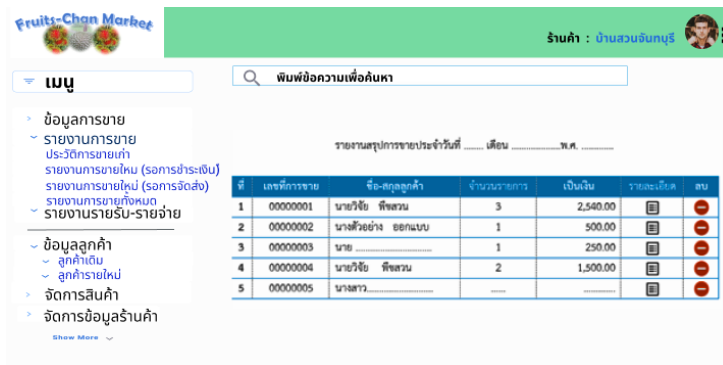 Fruits-Chan Market
ร้านค้า : บ้านสวนจันทบุรี
เมนู
พิมพ์ข้อความเพื่อค้นหา
ข้อมูลการขาย
รายงานการขาย
ประวัติการขายเก่า
รายงานการขายใหม (รอการชำระเงิน)
รายงานการขายใหม่ (รอการจัดส่ง)
รายงานการขายทั้งหมด
รายงานรายรับ-รายจ่าย
ข้อมูลลูกค้า
ลูกค้าเดิม
ลูกค้ารายใหม่
จัดการสินค้า
จัดการข้อมูลร้านค้า
Show More
รายงานสรุปการขายประจำวันที่ ........ เดือน .....................พ.ศ. ..............
ที่ เลขที่การขาย ชื่อ-สกุลลูกค้า จำนวนรายการ เป็นเงิน รายละเอียด ลบ
1 00000001 นายวิจัย พืชสวน 3 2,540.00
2 00000002 นางตัวอย่าง ออกแบบ 1 500.00
3 00000003 นาย ................................ 1 250.00
4 00000004 นายวิจัย พืชสวน 2 1,500.00
5 00000005 นางสาว............................ ...... .............